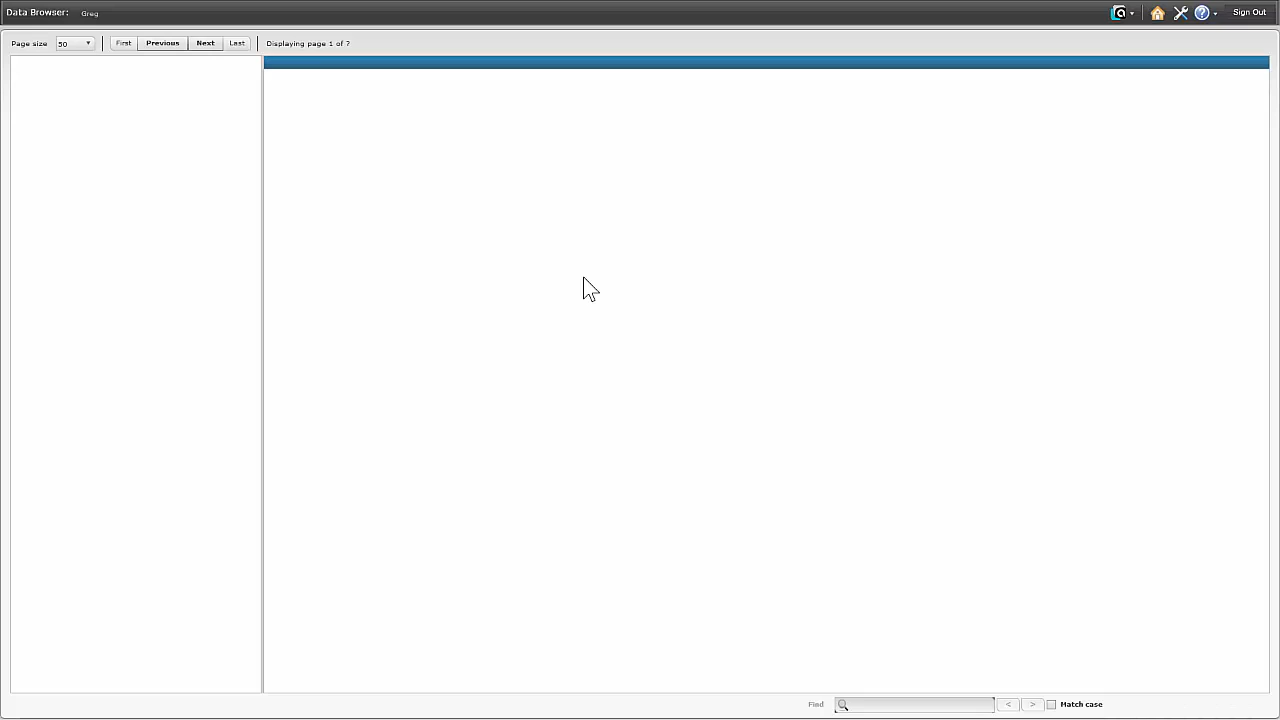 Data Browser: Greg
Sign Out
Page size 50 First Previous Next Last Displaying page 1 of ?
Find < > Match case